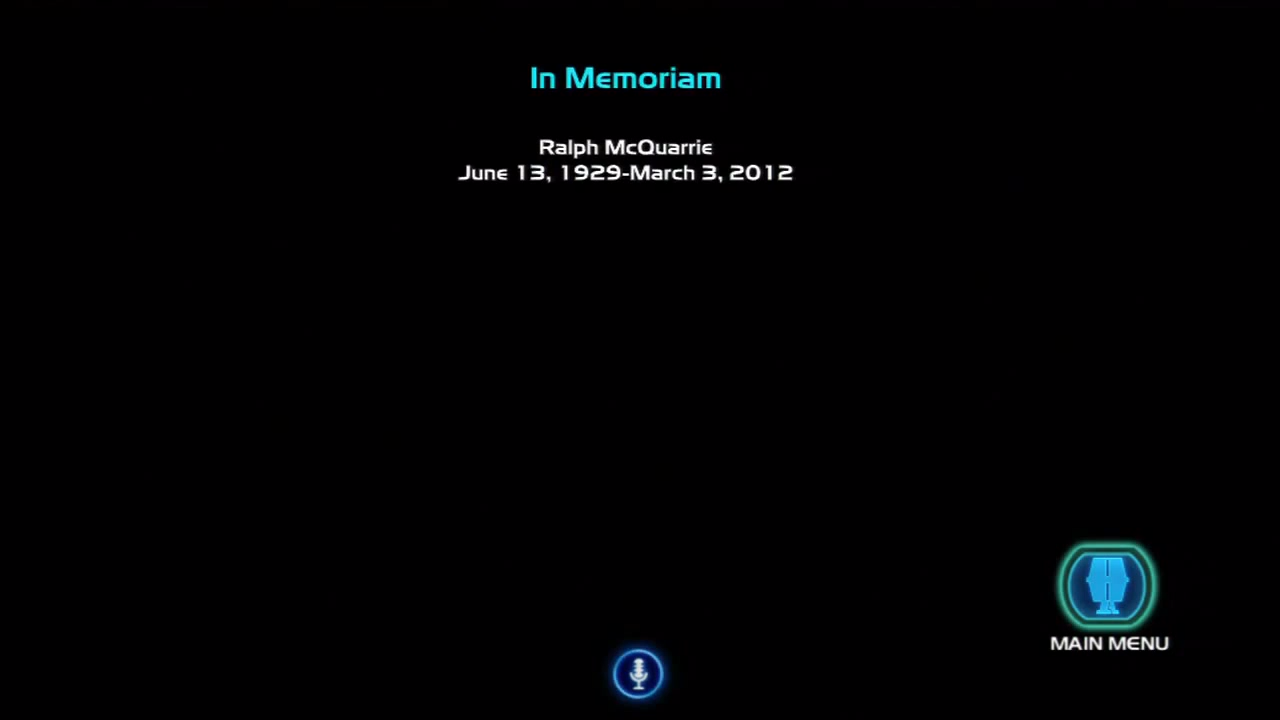 In Memoriam
Ralph McQuarrie
June 13, 1929-March 3, 2012
MAIN MENU